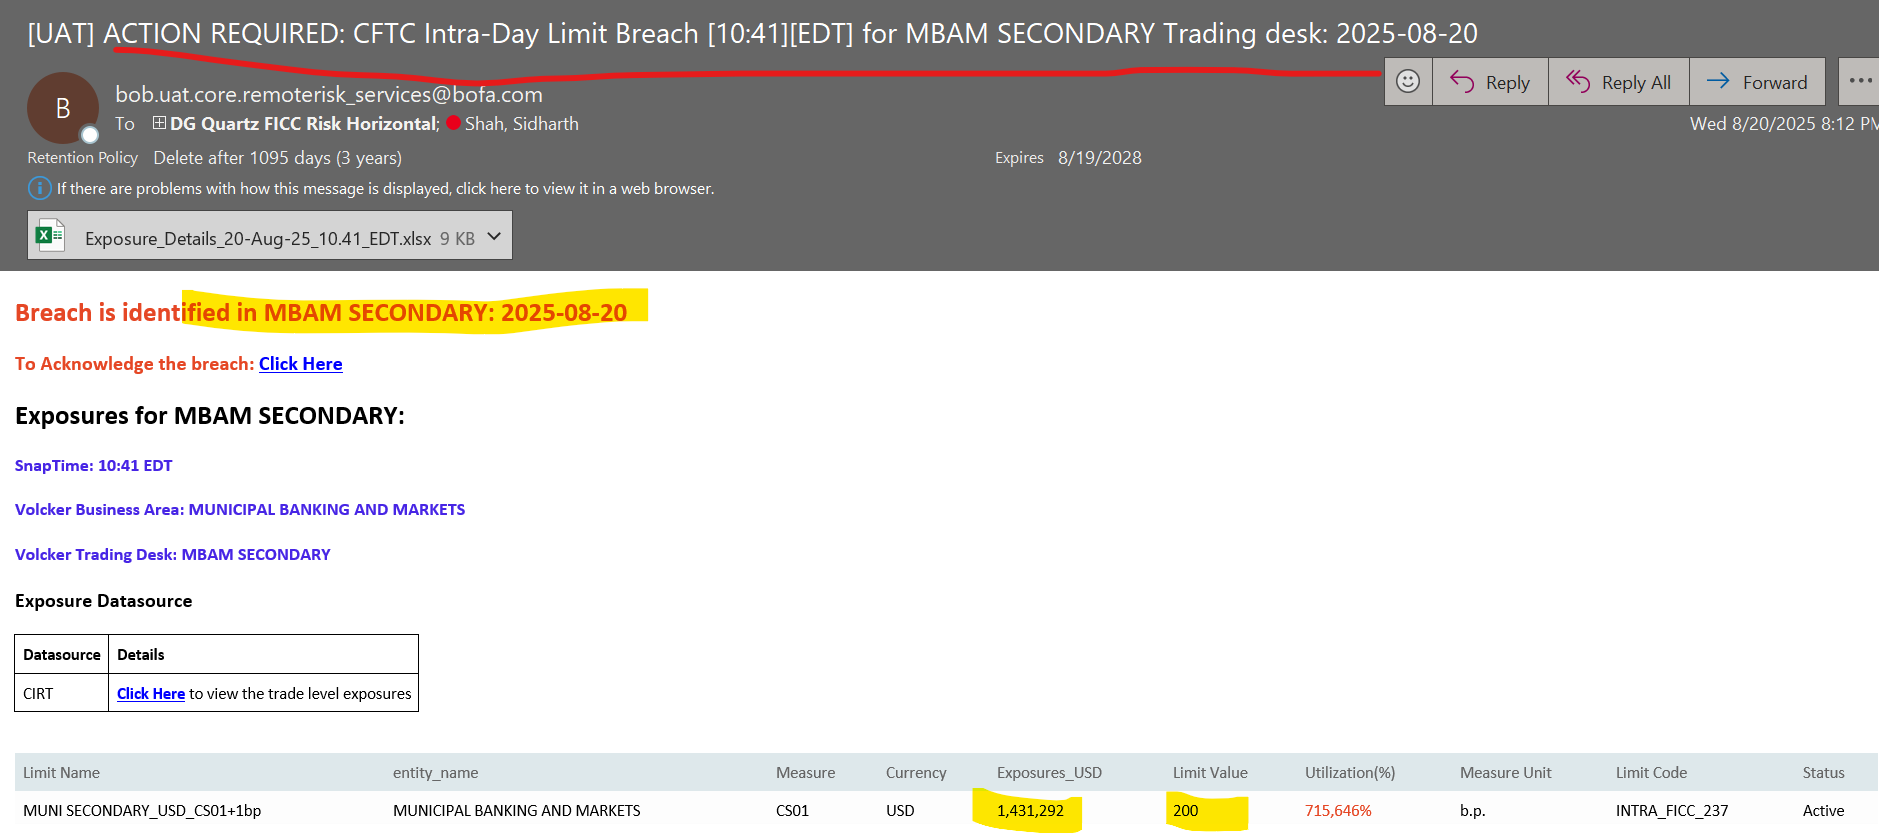 [UAT] ACTION REQUIRED: CFTC Intra-Day Limit Breach [10:41][EDT] for MBAM SECONDARY Trading desk: 2025-08-20
Reply Reply All Forward ...
B
bob.uat.core.remoterisk_services@bofa.com
To DG Quartz FICC Risk Horizontal; Shah, Sidharth
Wed 8/20/2025 8:12 PM
Retention Policy Delete after 1095 days (3 years) Expires 8/19/2028
If there are problems with how this message is displayed, click here to view it in a web browser.
Exposure_Details_20-Aug-25_10.41_EDT.xlsx 9 KB
Breach is identified in MBAM SECONDARY: 2025-08-20
To Acknowledge the breach: Click Here
Exposures for MBAM SECONDARY:
SnapTime: 10:41 EDT
Volcker Business Area: MUNICIPAL BANKING AND MARKETS
Volcker Trading Desk: MBAM SECONDARY
Exposure Datasource
Datasource Details
CIRT Click Here to view the trade level exposures
Limit Name entity_name Measure Currency Exposures_USD Limit Value Utilization(%) Measure Unit Limit Code Status
MUNI SECONDARY_USD_CS01+1bp MUNICIPAL BANKING AND MARKETS CS01 USD 1,431,292 200 715,646% b.p. INTRA_FICC_237 Active